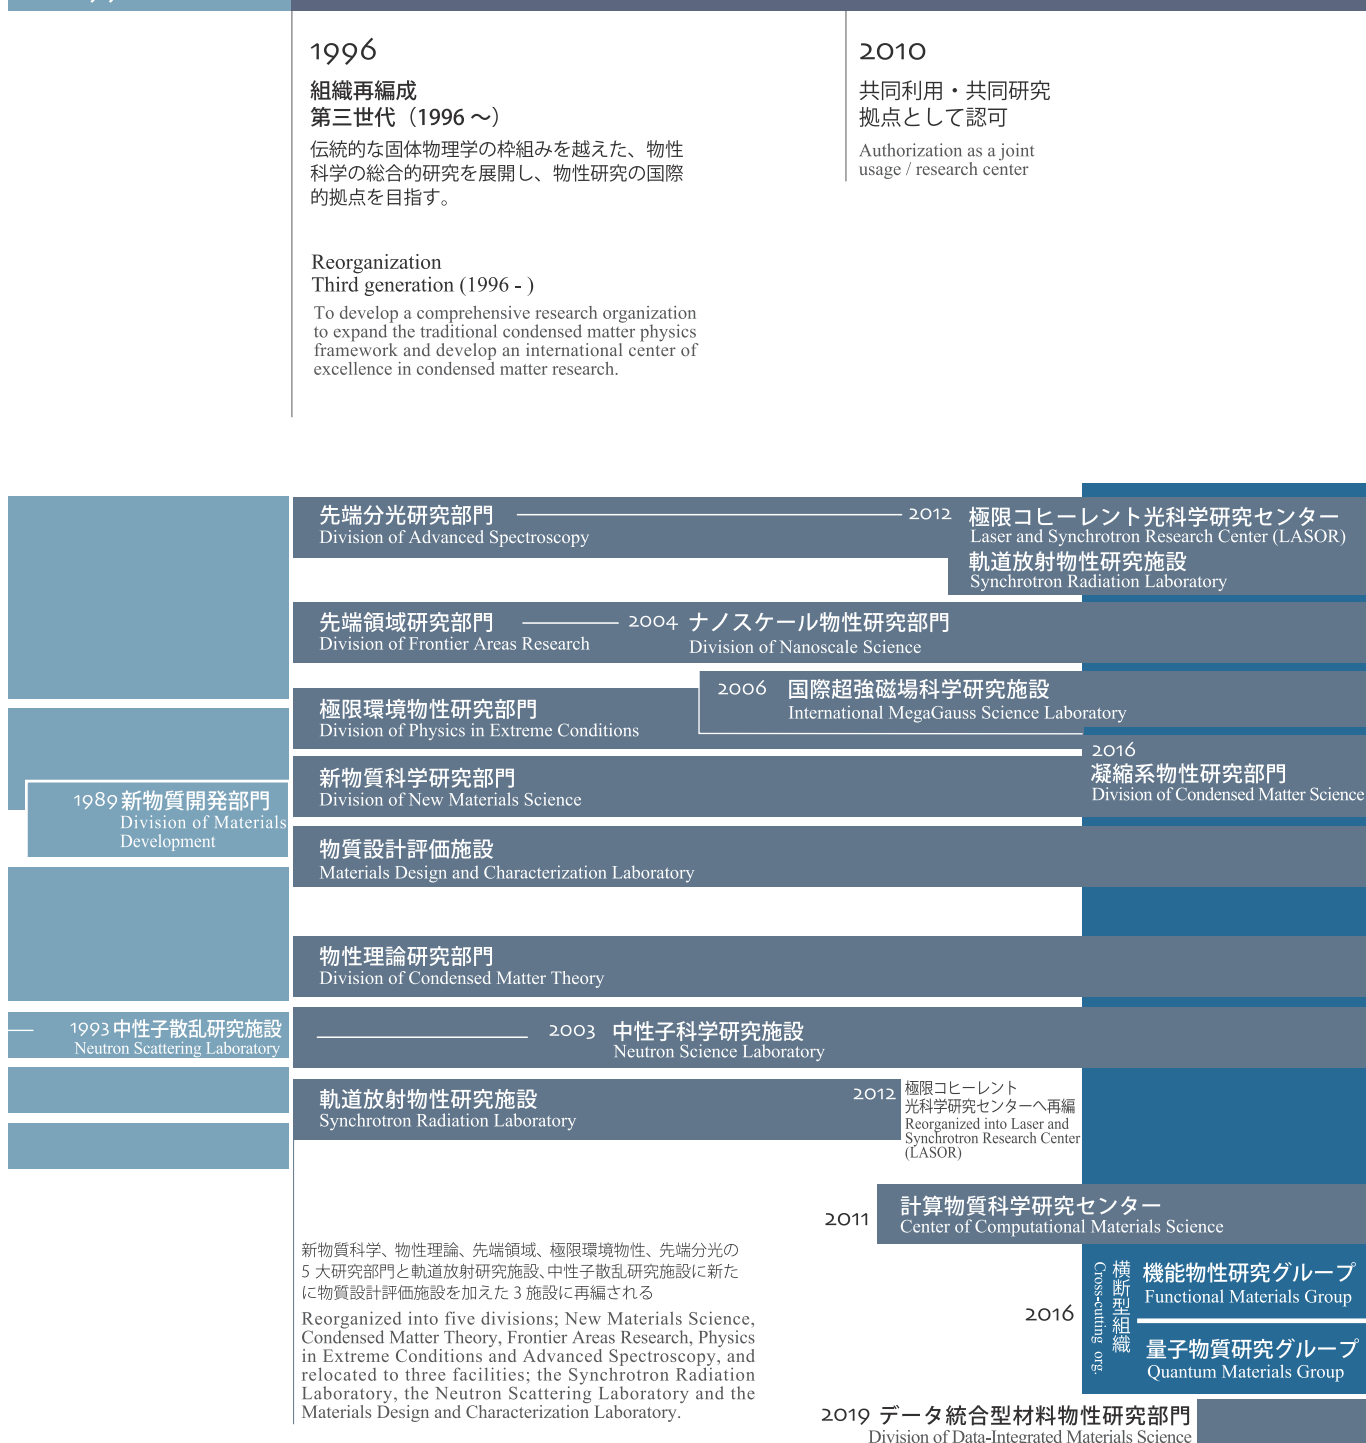 1996
組織再編成
第三世代（1996 〜）
伝統的な固体物理学の枠組みを越えた、物性
科学の総合的研究を展開し、物性研究の国際
的拠点を目指す。
Reorganization
Third generation (1996 - )
To develop a comprehensive research organization
to expand the traditional condensed matter physics
framework and develop an international center of
excellence in condensed matter research.
2010
共同利用・共同研究
拠点として認可
Authorization as a joint
usage / research center
先端分光研究部門
Division of Advanced Spectroscopy
2012
極限コヒーレント光科学研究センター
Laser and Synchrotron Research Center (LASOR)
軌道放射物性研究施設
Synchrotron Radiation Laboratory
先端領域研究部門
Division of Frontier Areas Research
2004 ナノスケール物性研究部門
Division of Nanoscale Science
極限環境物性研究部門
Division of Physics in Extreme Conditions
2006 国際超強磁場科学研究施設
International MegaGauss Science Laboratory
新物質科学研究部門
Division of New Materials Science
2016
凝縮系物性研究部門
Division of Condensed Matter Science
1989 新物質開発部門
Division of Materials
Development
物質設計評価施設
Materials Design and Characterization Laboratory
物性理論研究部門
Division of Condensed Matter Theory
1993 中性子散乱研究施設
Neutron Scattering Laboratory
2003 中性子科学研究施設
Neutron Science Laboratory
軌道放射物性研究施設
Synchrotron Radiation Laboratory
2012
極限コヒーレント
光科学研究センターへ再編
Reorganized into Laser and
Synchrotron Research Center
(LASOR)
2011
計算物質科学研究センター
Center of Computational Materials Science
新物質科学、物性理論、先端領域、極限環境物性、先端分光の
5 大研究部門と軌道放射研究施設、中性子散乱研究施設に新た
に物質設計評価施設を加えた 3 施設に再編される
Reorganized into five divisions; New Materials Science,
Condensed Matter Theory, Frontier Areas Research, Physics
in Extreme Conditions and Advanced Spectroscopy, and
relocated to three facilities; the Synchrotron Radiation
Laboratory, the Neutron Scattering Laboratory and the
Materials Design and Characterization Laboratory.
2016
横断型組織
Cross-cutting org.
機能物性研究グループ
Functional Materials Group
量子物質研究グループ
Quantum Materials Group
2019 データ統合型材料物性研究部門
Division of Data-Integrated Materials Science